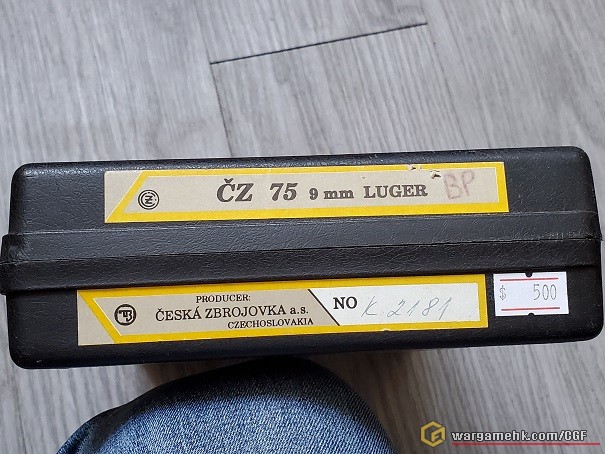 ČZ 75 9 mm LUGER BP
PRODUCER:
ČESKÁ ZBROJOVKA a.s.
CZECHOSLOVAKIA
NO K. 2181
$ 500
wargamehk.com/CGF